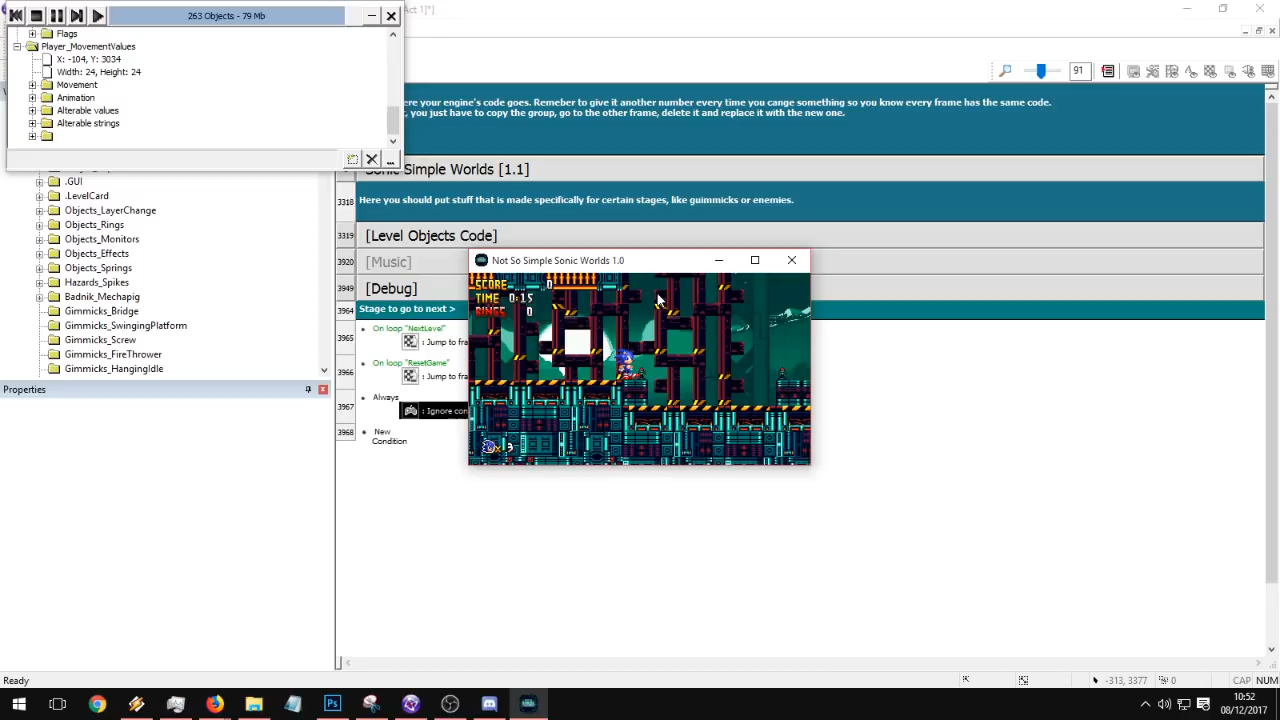 263 Objects - 79 Mb
Act 1]*]
Flags
Player_MovementValues
X: -104, Y: 3034
Width: 24, Height: 24
Movement
Animation
Alterable values
Alterable strings
...
91
ere your engine's code goes. Remeber to give it another number every time you cange something so you know every frame has the same code.
, you just have to copy the group, go to the other frame, delete it and replace it with the new one.
Sonic Simple Worlds [1.1]
.GUI
.LevelCard
Objects_LayerChange
Objects_Rings
Objects_Monitors
Objects_Effects
Objects_Springs
Hazards_Spikes
Badnik_Mechapig
Gimmicks_Bridge
Gimmicks_SwingingPlatform
Gimmicks_Screw
Gimmicks_FireThrower
Gimmicks_HangingIdle
Properties
3318 Here you should put stuff that is made specifically for certain stages, like guimmicks or enemies.
3319 [Level Objects Code]
3920 [Music]
3949 [Debug]
3964 Stage to go to next >
3965 On loop "NextLevel"
: Jump to fra
3966 On loop "ResetGame"
: Jump to fra
3967 Always
: Ignore con
3968 New
Condition
Not So Simple Sonic Worlds 1.0
SCORE 0
TIME 0:15
RINGS 0
Ready
-313, 3377
0
CAP NUM
Ps
10:52
08/12/2017